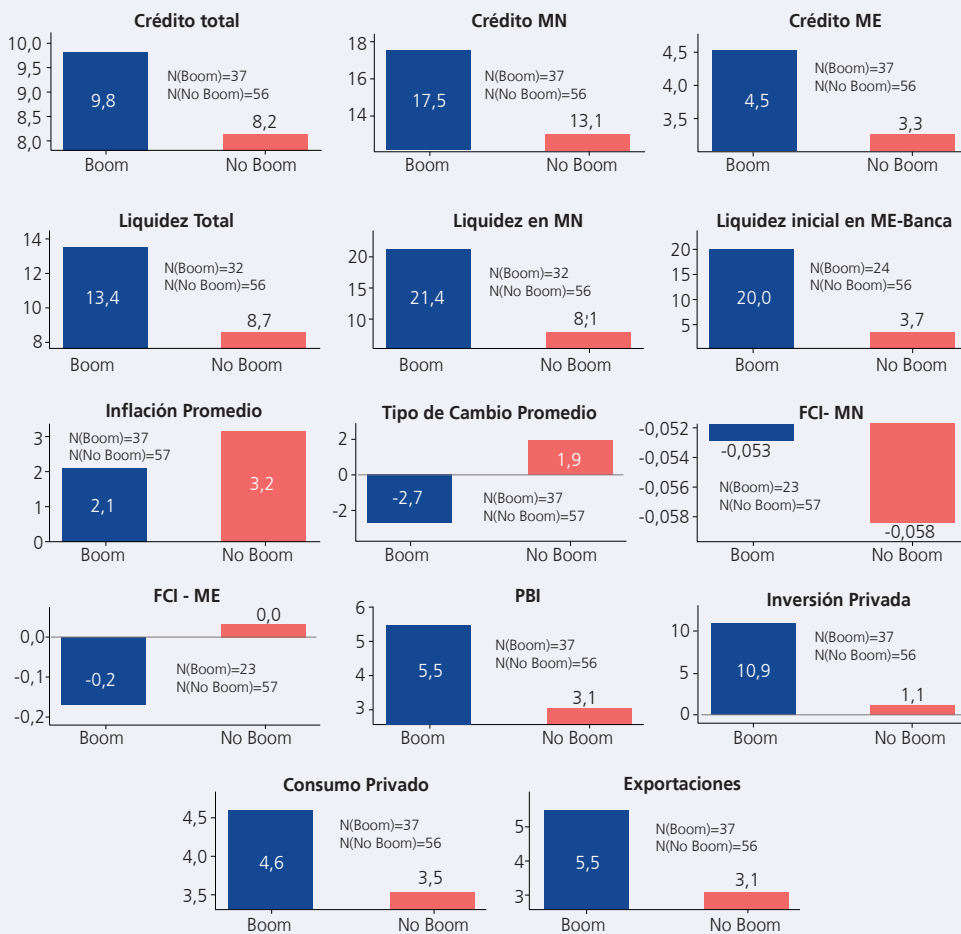 Crédito total
10,0
9,5
9,0
8,5
8,0
9,8
N(Boom)=37
N(No Boom)=56
8,2
Boom
No Boom
Crédito MN
18
16
14
17,5
N(Boom)=37
N(No Boom)=56
13,1
Boom
No Boom
Crédito ME
4,5
4,0
3,5
4,5
N(Boom)=37
N(No Boom)=56
3,3
Boom
No Boom
Liquidez Total
14
12
10
8
13,4
N(Boom)=32
N(No Boom)=56
8,7
Boom
No Boom
Liquidez en MN
20
15
10
21,4
N(Boom)=32
N(No Boom)=56
8,1
Boom
No Boom
Liquidez inicial en ME-Banca
20
15
10
5
20,0
N(Boom)=24
N(No Boom)=56
3,7
Boom
No Boom
Inflación Promedio
3
2
1
0
N(Boom)=37
N(No Boom)=57
2,1
3,2
Boom
No Boom
Tipo de Cambio Promedio
2
0
-2
-2,7
1,9
N(Boom)=37
N(No Boom)=57
Boom
No Boom
FCI- MN
-0,052
-0,054
-0,056
-0,058
-0,053
N(Boom)=23
N(No Boom)=57
-0,058
Boom
No Boom
FCI - ME
0,0
-0,1
-0,2
-0,2
0,0
N(Boom)=23
N(No Boom)=57
Boom
No Boom
PBI
6
5
4
3
5,5
N(Boom)=37
N(No Boom)=56
3,1
Boom
No Boom
Inversión Privada
10
5
0
10,9
N(Boom)=37
N(No Boom)=56
1,1
Boom
No Boom
Consumo Privado
4,5
4,0
3,5
4,6
N(Boom)=37
N(No Boom)=56
3,5
Boom
No Boom
Exportaciones
5
4
3
5,5
N(Boom)=37
N(No Boom)=56
3,1
Boom
No Boom